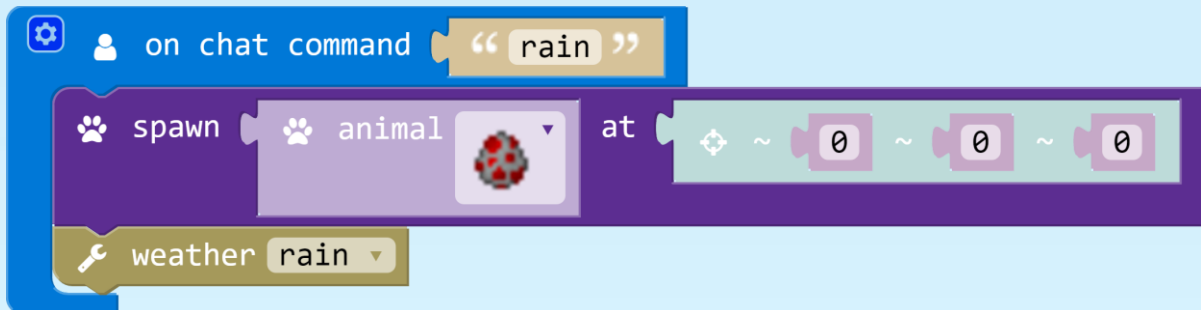 on chat command “ rain ”
spawn animal at ~ 0 ~ 0 ~ 0
weather rain